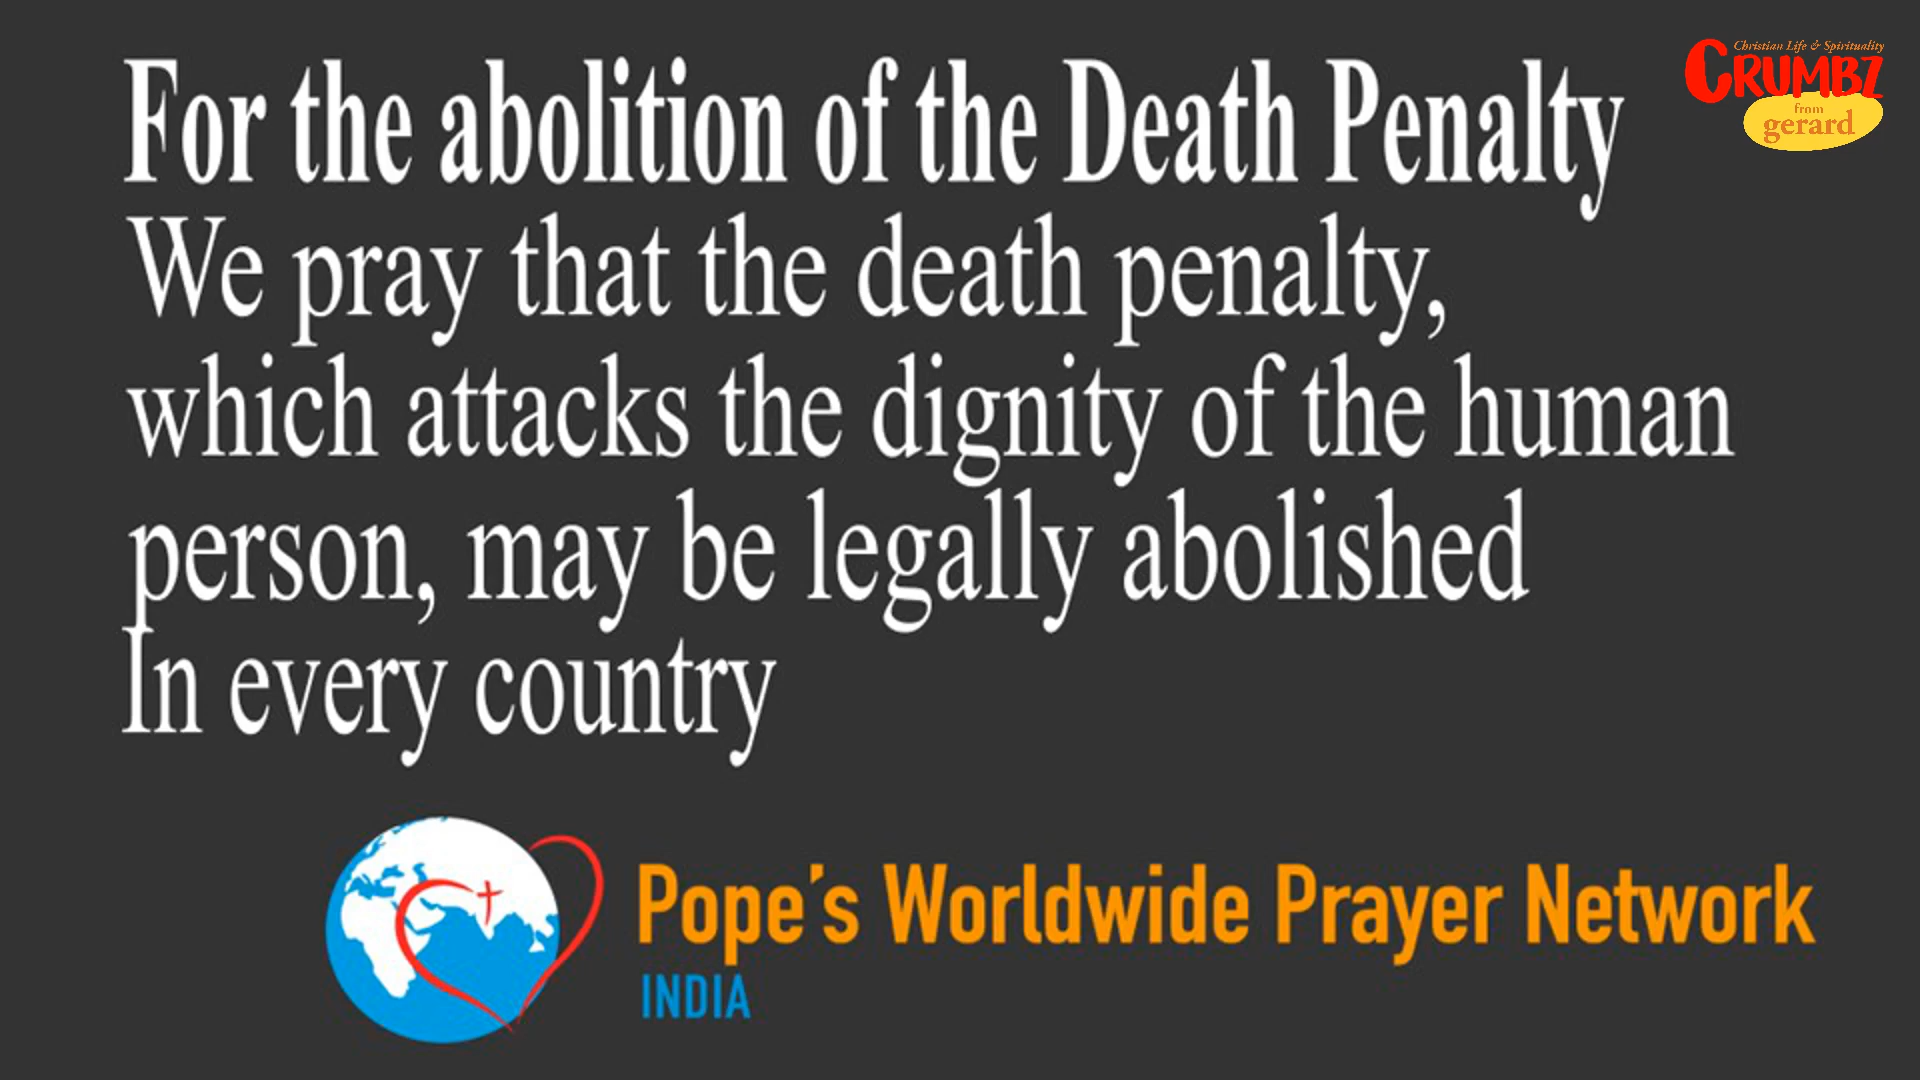 Christian Life & Spirituality
CRUMBZ
from
gerard
For the abolition of the Death Penalty
We pray that the death penalty,
which attacks the dignity of the human
person, may be legally abolished
In every country
Pope's Worldwide Prayer Network
INDIA